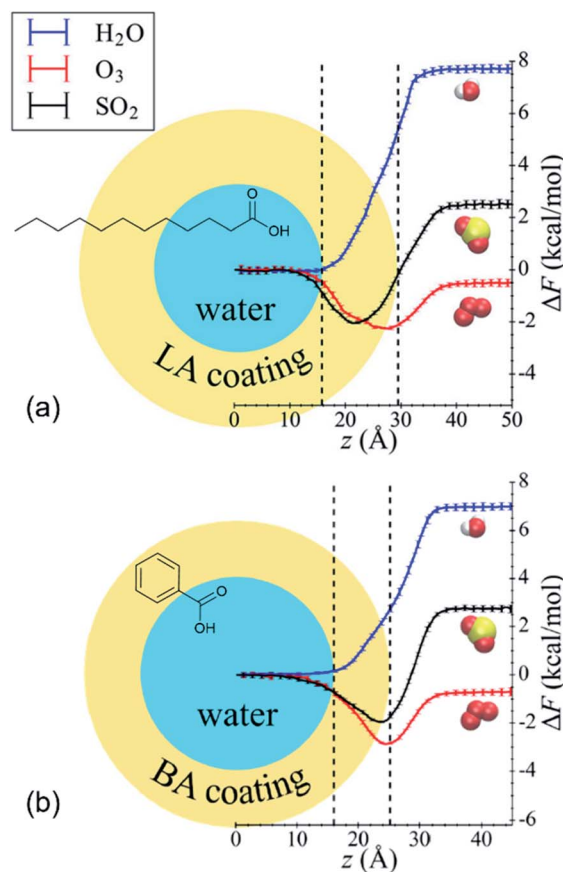 H₂O
O₃
SO₂
8
6
4
2
0
-2
-4
ΔF (kcal/mol)
O
OH
water
LA coating
(a)
0 10 20 30 40 50
z (Å)
8
6
4
2
0
-2
-4
-6
ΔF (kcal/mol)
O
OH
water
BA coating
(b)
0 10 20 30 40
z (Å)